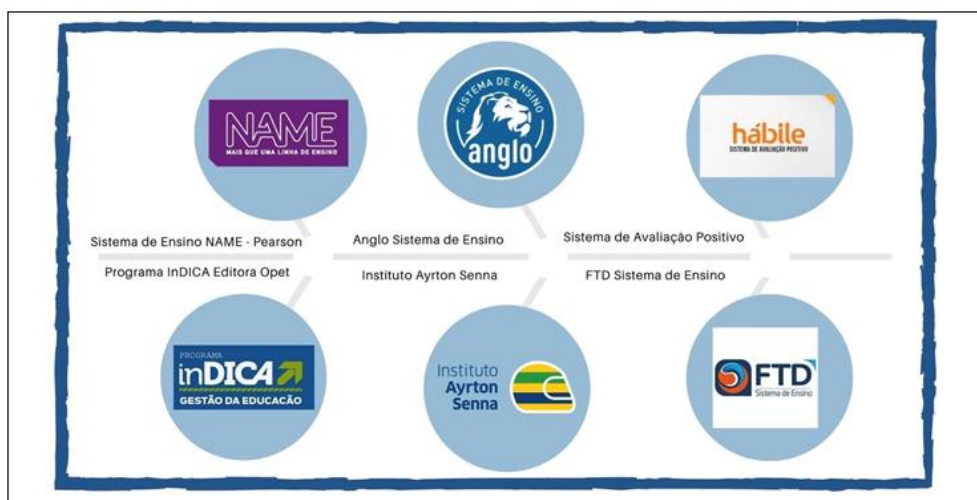 NAME
MAIS QUE UMA LINHA DE ENSINO
SISTEMA DE ENSINO
anglo
hábile
SISTEMA DE AVALIAÇÃO POSITIVO
Sistema de Ensino NAME - Pearson
Anglo Sistema de Ensino
Sistema de Avaliação Positivo
Programa InDICA Editora Opet
Instituto Ayrton Senna
FTD Sistema de Ensino
PROGRAMA
inDICA
GESTÃO DA EDUCAÇÃO
Instituto
Ayrton
Senna
FTD
Sistema de Ensino